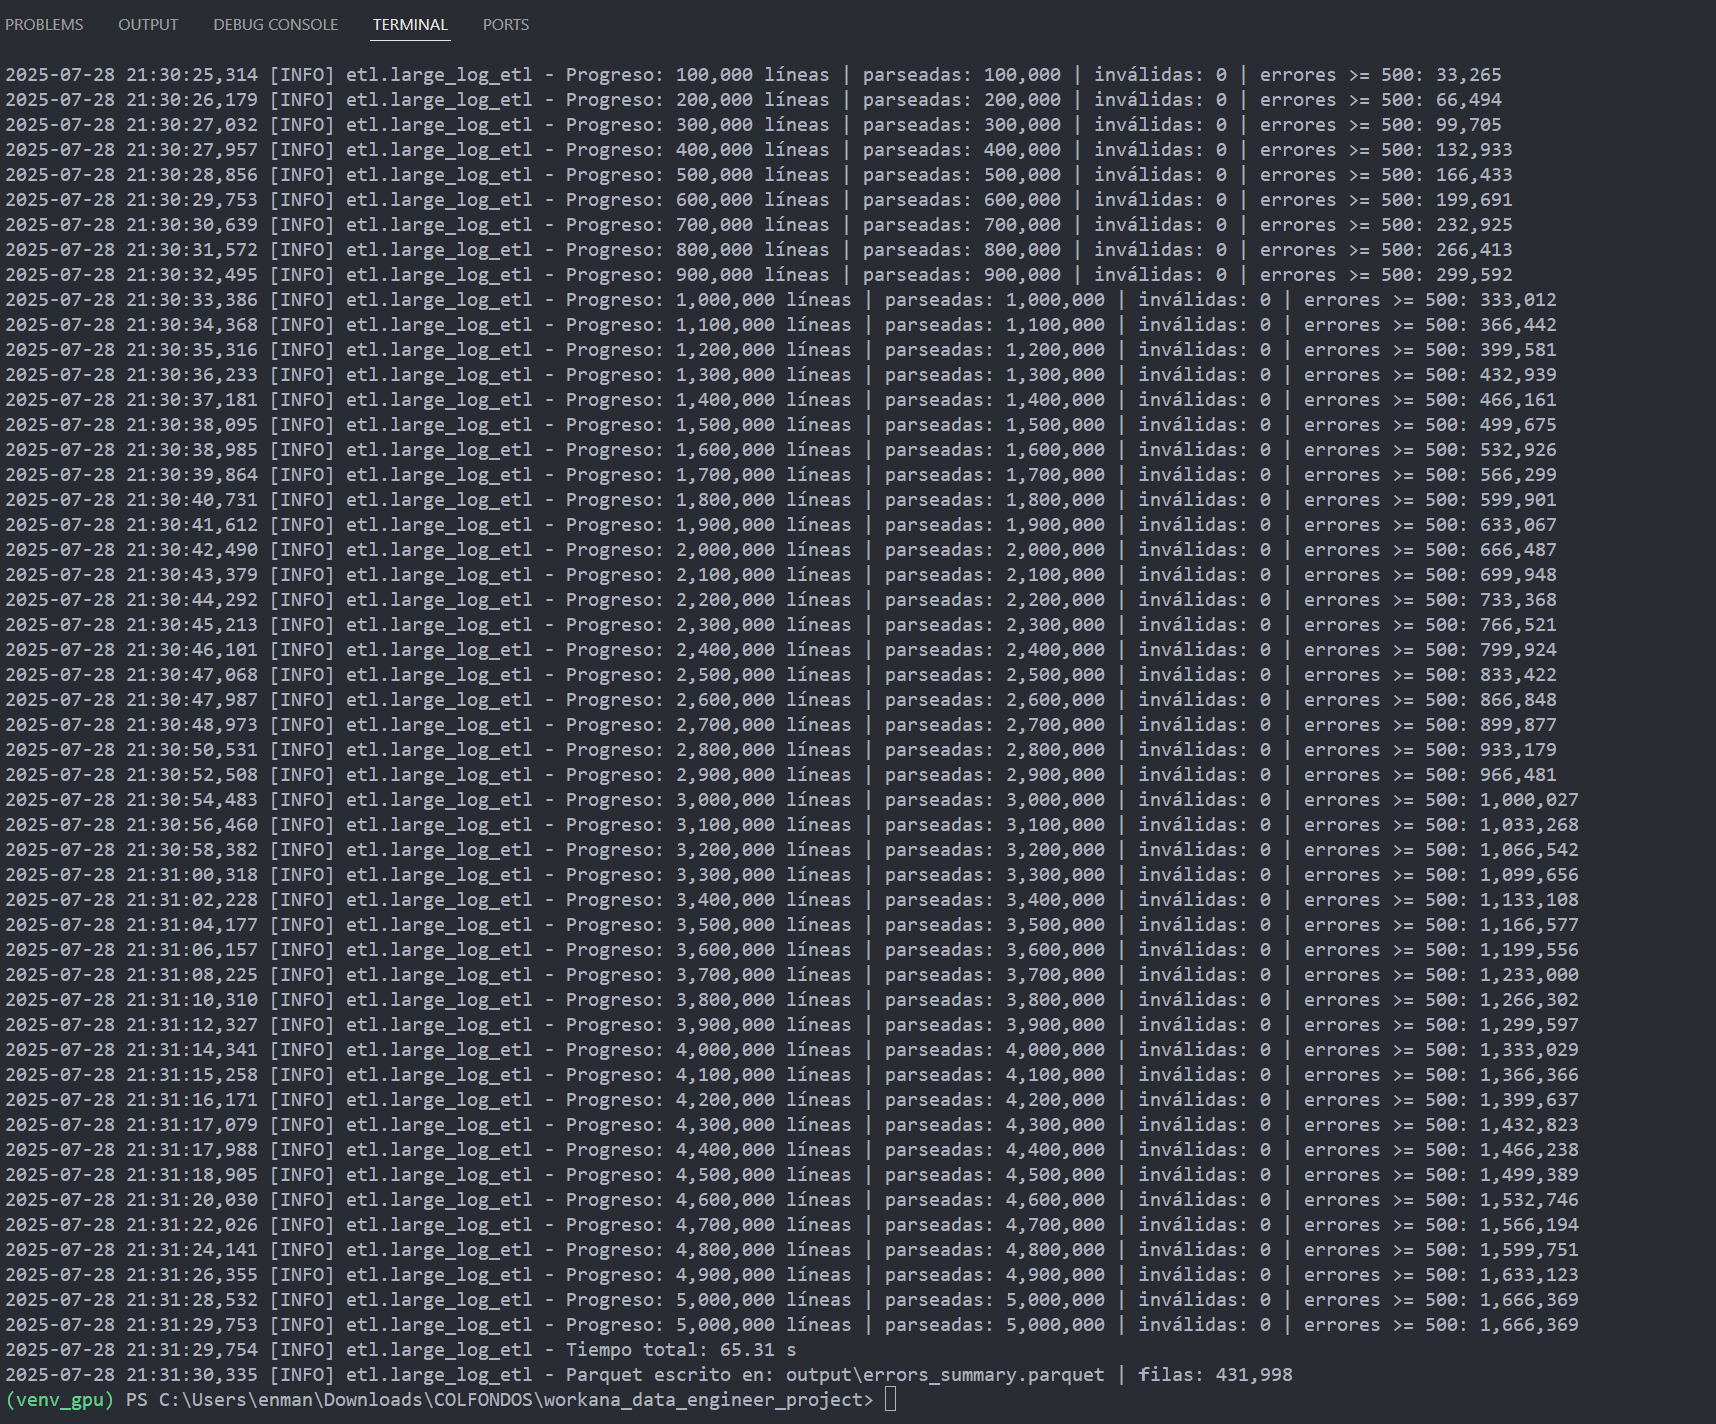 PROBLEMS OUTPUT DEBUG CONSOLE TERMINAL PORTS
2025-07-28 21:30:25,314 [INFO] etl.large_log_etl - Progreso: 100,000 líneas | parseadas: 100,000 | inválidas: 0 | errores >= 500: 33,265
2025-07-28 21:30:26,179 [INFO] etl.large_log_etl - Progreso: 200,000 líneas | parseadas: 200,000 | inválidas: 0 | errores >= 500: 66,494
2025-07-28 21:30:27,032 [INFO] etl.large_log_etl - Progreso: 300,000 líneas | parseadas: 300,000 | inválidas: 0 | errores >= 500: 99,705
2025-07-28 21:30:27,957 [INFO] etl.large_log_etl - Progreso: 400,000 líneas | parseadas: 400,000 | inválidas: 0 | errores >= 500: 132,933
2025-07-28 21:30:28,856 [INFO] etl.large_log_etl - Progreso: 500,000 líneas | parseadas: 500,000 | inválidas: 0 | errores >= 500: 166,433
2025-07-28 21:30:29,753 [INFO] etl.large_log_etl - Progreso: 600,000 líneas | parseadas: 600,000 | inválidas: 0 | errores >= 500: 199,691
2025-07-28 21:30:30,639 [INFO] etl.large_log_etl - Progreso: 700,000 líneas | parseadas: 700,000 | inválidas: 0 | errores >= 500: 232,925
2025-07-28 21:30:31,572 [INFO] etl.large_log_etl - Progreso: 800,000 líneas | parseadas: 800,000 | inválidas: 0 | errores >= 500: 266,413
2025-07-28 21:30:32,495 [INFO] etl.large_log_etl - Progreso: 900,000 líneas | parseadas: 900,000 | inválidas: 0 | errores >= 500: 299,592
2025-07-28 21:30:33,386 [INFO] etl.large_log_etl - Progreso: 1,000,000 líneas | parseadas: 1,000,000 | inválidas: 0 | errores >= 500: 333,012
2025-07-28 21:30:34,368 [INFO] etl.large_log_etl - Progreso: 1,100,000 líneas | parseadas: 1,100,000 | inválidas: 0 | errores >= 500: 366,442
2025-07-28 21:30:35,316 [INFO] etl.large_log_etl - Progreso: 1,200,000 líneas | parseadas: 1,200,000 | inválidas: 0 | errores >= 500: 399,581
2025-07-28 21:30:36,233 [INFO] etl.large_log_etl - Progreso: 1,300,000 líneas | parseadas: 1,300,000 | inválidas: 0 | errores >= 500: 432,939
2025-07-28 21:30:37,181 [INFO] etl.large_log_etl - Progreso: 1,400,000 líneas | parseadas: 1,400,000 | inválidas: 0 | errores >= 500: 466,161
2025-07-28 21:30:38,095 [INFO] etl.large_log_etl - Progreso: 1,500,000 líneas | parseadas: 1,500,000 | inválidas: 0 | errores >= 500: 499,675
2025-07-28 21:30:38,985 [INFO] etl.large_log_etl - Progreso: 1,600,000 líneas | parseadas: 1,600,000 | inválidas: 0 | errores >= 500: 532,926
2025-07-28 21:30:39,864 [INFO] etl.large_log_etl - Progreso: 1,700,000 líneas | parseadas: 1,700,000 | inválidas: 0 | errores >= 500: 566,299
2025-07-28 21:30:40,731 [INFO] etl.large_log_etl - Progreso: 1,800,000 líneas | parseadas: 1,800,000 | inválidas: 0 | errores >= 500: 599,901
2025-07-28 21:30:41,612 [INFO] etl.large_log_etl - Progreso: 1,900,000 líneas | parseadas: 1,900,000 | inválidas: 0 | errores >= 500: 633,067
2025-07-28 21:30:42,490 [INFO] etl.large_log_etl - Progreso: 2,000,000 líneas | parseadas: 2,000,000 | inválidas: 0 | errores >= 500: 666,487
2025-07-28 21:30:43,379 [INFO] etl.large_log_etl - Progreso: 2,100,000 líneas | parseadas: 2,100,000 | inválidas: 0 | errores >= 500: 699,948
2025-07-28 21:30:44,292 [INFO] etl.large_log_etl - Progreso: 2,200,000 líneas | parseadas: 2,200,000 | inválidas: 0 | errores >= 500: 733,368
2025-07-28 21:30:45,213 [INFO] etl.large_log_etl - Progreso: 2,300,000 líneas | parseadas: 2,300,000 | inválidas: 0 | errores >= 500: 766,521
2025-07-28 21:30:46,101 [INFO] etl.large_log_etl - Progreso: 2,400,000 líneas | parseadas: 2,400,000 | inválidas: 0 | errores >= 500: 799,924
2025-07-28 21:30:47,068 [INFO] etl.large_log_etl - Progreso: 2,500,000 líneas | parseadas: 2,500,000 | inválidas: 0 | errores >= 500: 833,422
2025-07-28 21:30:47,987 [INFO] etl.large_log_etl - Progreso: 2,600,000 líneas | parseadas: 2,600,000 | inválidas: 0 | errores >= 500: 866,848
2025-07-28 21:30:48,973 [INFO] etl.large_log_etl - Progreso: 2,700,000 líneas | parseadas: 2,700,000 | inválidas: 0 | errores >= 500: 899,877
2025-07-28 21:30:50,531 [INFO] etl.large_log_etl - Progreso: 2,800,000 líneas | parseadas: 2,800,000 | inválidas: 0 | errores >= 500: 933,179
2025-07-28 21:30:52,508 [INFO] etl.large_log_etl - Progreso: 2,900,000 líneas | parseadas: 2,900,000 | inválidas: 0 | errores >= 500: 966,481
2025-07-28 21:30:54,483 [INFO] etl.large_log_etl - Progreso: 3,000,000 líneas | parseadas: 3,000,000 | inválidas: 0 | errores >= 500: 1,000,027
2025-07-28 21:30:56,460 [INFO] etl.large_log_etl - Progreso: 3,100,000 líneas | parseadas: 3,100,000 | inválidas: 0 | errores >= 500: 1,033,268
2025-07-28 21:30:58,382 [INFO] etl.large_log_etl - Progreso: 3,200,000 líneas | parseadas: 3,200,000 | inválidas: 0 | errores >= 500: 1,066,542
2025-07-28 21:31:00,318 [INFO] etl.large_log_etl - Progreso: 3,300,000 líneas | parseadas: 3,300,000 | inválidas: 0 | errores >= 500: 1,099,656
2025-07-28 21:31:02,228 [INFO] etl.large_log_etl - Progreso: 3,400,000 líneas | parseadas: 3,400,000 | inválidas: 0 | errores >= 500: 1,133,108
2025-07-28 21:31:04,177 [INFO] etl.large_log_etl - Progreso: 3,500,000 líneas | parseadas: 3,500,000 | inválidas: 0 | errores >= 500: 1,166,577
2025-07-28 21:31:06,157 [INFO] etl.large_log_etl - Progreso: 3,600,000 líneas | parseadas: 3,600,000 | inválidas: 0 | errores >= 500: 1,199,556
2025-07-28 21:31:08,225 [INFO] etl.large_log_etl - Progreso: 3,700,000 líneas | parseadas: 3,700,000 | inválidas: 0 | errores >= 500: 1,233,000
2025-07-28 21:31:10,310 [INFO] etl.large_log_etl - Progreso: 3,800,000 líneas | parseadas: 3,800,000 | inválidas: 0 | errores >= 500: 1,266,302
2025-07-28 21:31:12,327 [INFO] etl.large_log_etl - Progreso: 3,900,000 líneas | parseadas: 3,900,000 | inválidas: 0 | errores >= 500: 1,299,597
2025-07-28 21:31:14,341 [INFO] etl.large_log_etl - Progreso: 4,000,000 líneas | parseadas: 4,000,000 | inválidas: 0 | errores >= 500: 1,333,029
2025-07-28 21:31:15,258 [INFO] etl.large_log_etl - Progreso: 4,100,000 líneas | parseadas: 4,100,000 | inválidas: 0 | errores >= 500: 1,366,366
2025-07-28 21:31:16,171 [INFO] etl.large_log_etl - Progreso: 4,200,000 líneas | parseadas: 4,200,000 | inválidas: 0 | errores >= 500: 1,399,637
2025-07-28 21:31:17,079 [INFO] etl.large_log_etl - Progreso: 4,300,000 líneas | parseadas: 4,300,000 | inválidas: 0 | errores >= 500: 1,432,823
2025-07-28 21:31:17,988 [INFO] etl.large_log_etl - Progreso: 4,400,000 líneas | parseadas: 4,400,000 | inválidas: 0 | errores >= 500: 1,466,238
2025-07-28 21:31:18,905 [INFO] etl.large_log_etl - Progreso: 4,500,000 líneas | parseadas: 4,500,000 | inválidas: 0 | errores >= 500: 1,499,389
2025-07-28 21:31:20,030 [INFO] etl.large_log_etl - Progreso: 4,600,000 líneas | parseadas: 4,600,000 | inválidas: 0 | errores >= 500: 1,532,746
2025-07-28 21:31:22,026 [INFO] etl.large_log_etl - Progreso: 4,700,000 líneas | parseadas: 4,700,000 | inválidas: 0 | errores >= 500: 1,566,194
2025-07-28 21:31:24,141 [INFO] etl.large_log_etl - Progreso: 4,800,000 líneas | parseadas: 4,800,000 | inválidas: 0 | errores >= 500: 1,599,751
2025-07-28 21:31:26,355 [INFO] etl.large_log_etl - Progreso: 4,900,000 líneas | parseadas: 4,900,000 | inválidas: 0 | errores >= 500: 1,633,123
2025-07-28 21:31:28,532 [INFO] etl.large_log_etl - Progreso: 5,000,000 líneas | parseadas: 5,000,000 | inválidas: 0 | errores >= 500: 1,666,369
2025-07-28 21:31:29,753 [INFO] etl.large_log_etl - Progreso: 5,000,000 líneas | parseadas: 5,000,000 | inválidas: 0 | errores >= 500: 1,666,369
2025-07-28 21:31:29,754 [INFO] etl.large_log_etl - Tiempo total: 65.31 s
2025-07-28 21:31:30,335 [INFO] etl.large_log_etl - Parquet escrito en: output\errors_summary.parquet | filas: 431,998
(venv_gpu) PS C:\Users\enman\Downloads\COLFONDOS\workana_data_engineer_project>